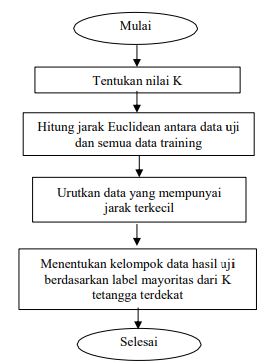 Mulai
Tentukan nilai K
Hitung jarak Euclidean antara data uji
dan semua data training
Urutkan data yang mempunyai
jarak terkecil
Menentukan kelompok data hasil uji
berdasarkan label mayoritas dari K
tetangga terdekat
Selesai